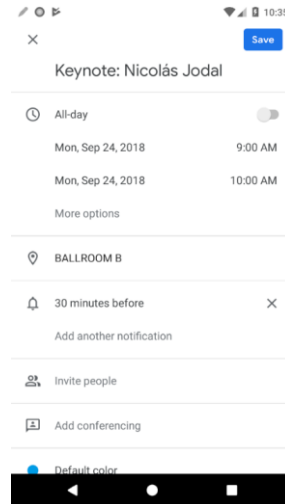 10:35
Save
Keynote: Nicolás Jodal
All-day
Mon, Sep 24, 2018 9:00 AM
Mon, Sep 24, 2018 10:00 AM
More options
BALLROOM B
30 minutes before
Add another notification
Invite people
Add conferencing
Default color